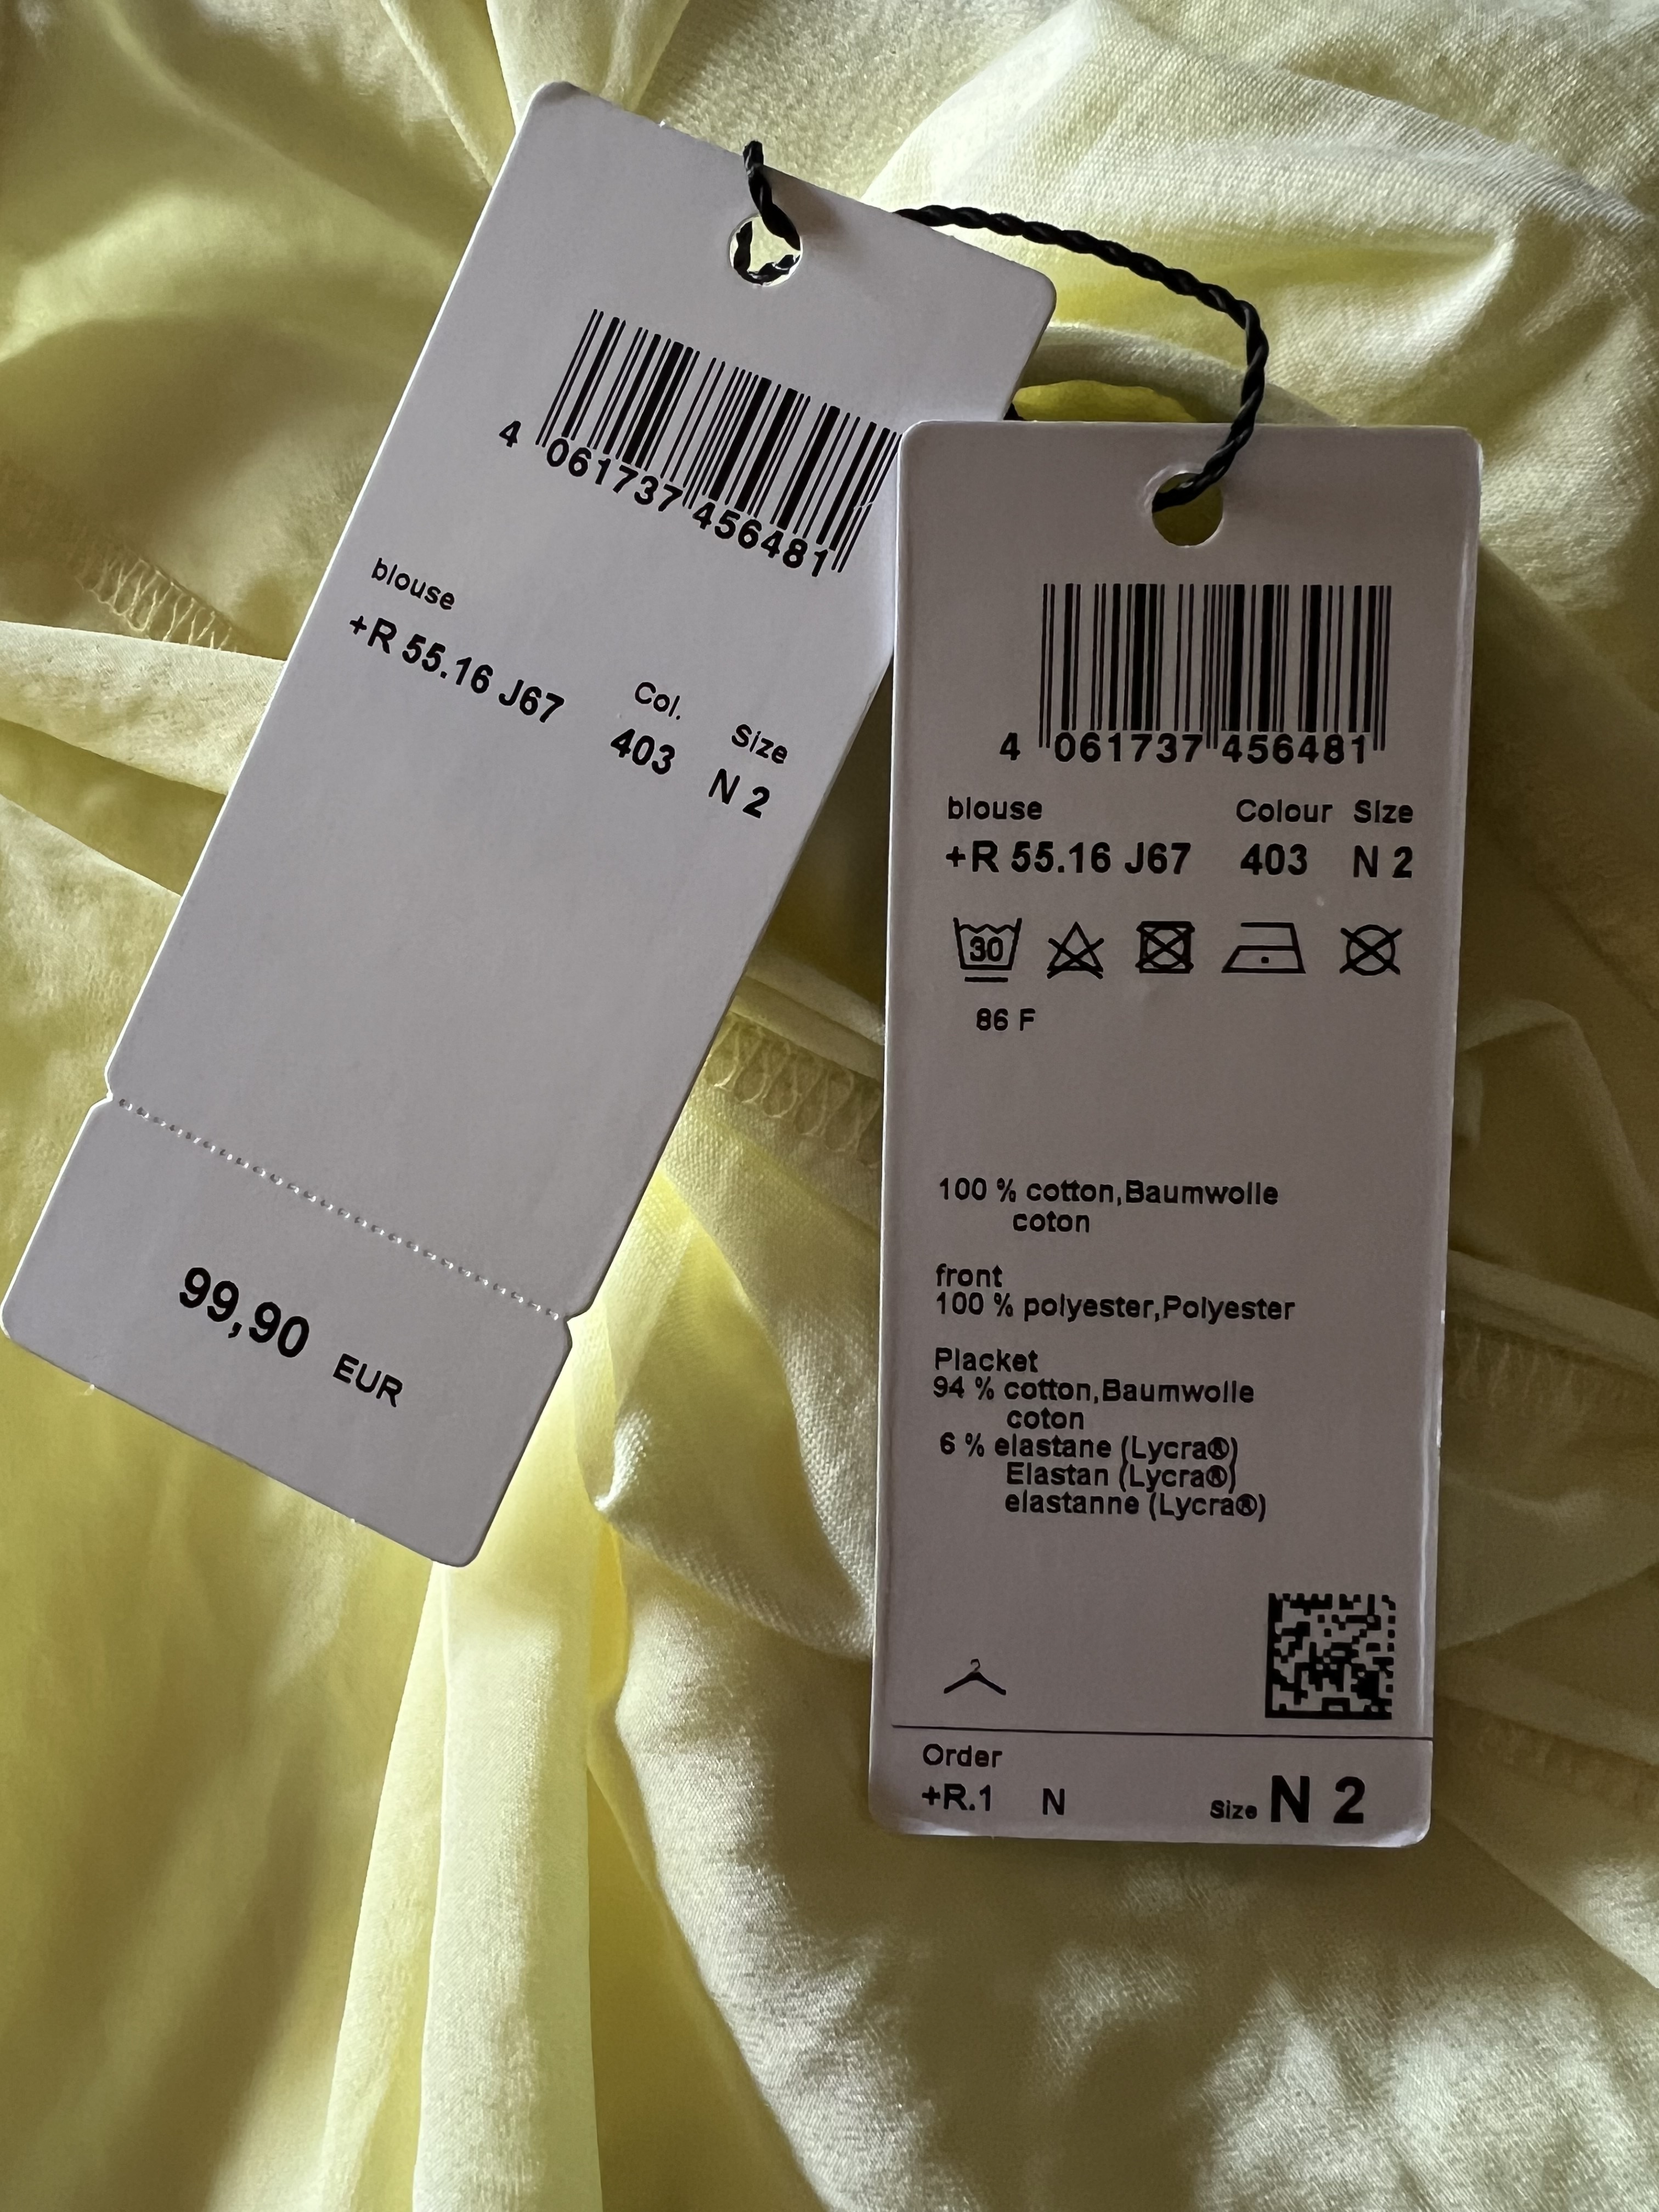 4 061737 456481
blouse
+R 55.16 J67
Col.
403
Size
N 2
99,90 EUR
4 061737 456481
blouse Colour Size
+R 55.16 J67 403 N 2
30
86 F
100 % cotton,Baumwolle
coton
front
100 % polyester,Polyester
Placket
94 % cotton,Baumwolle
coton
6 % elastane (Lycra®)
Elastan (Lycra®)
elastanne (Lycra®)
Order
+R.1 N Size N 2